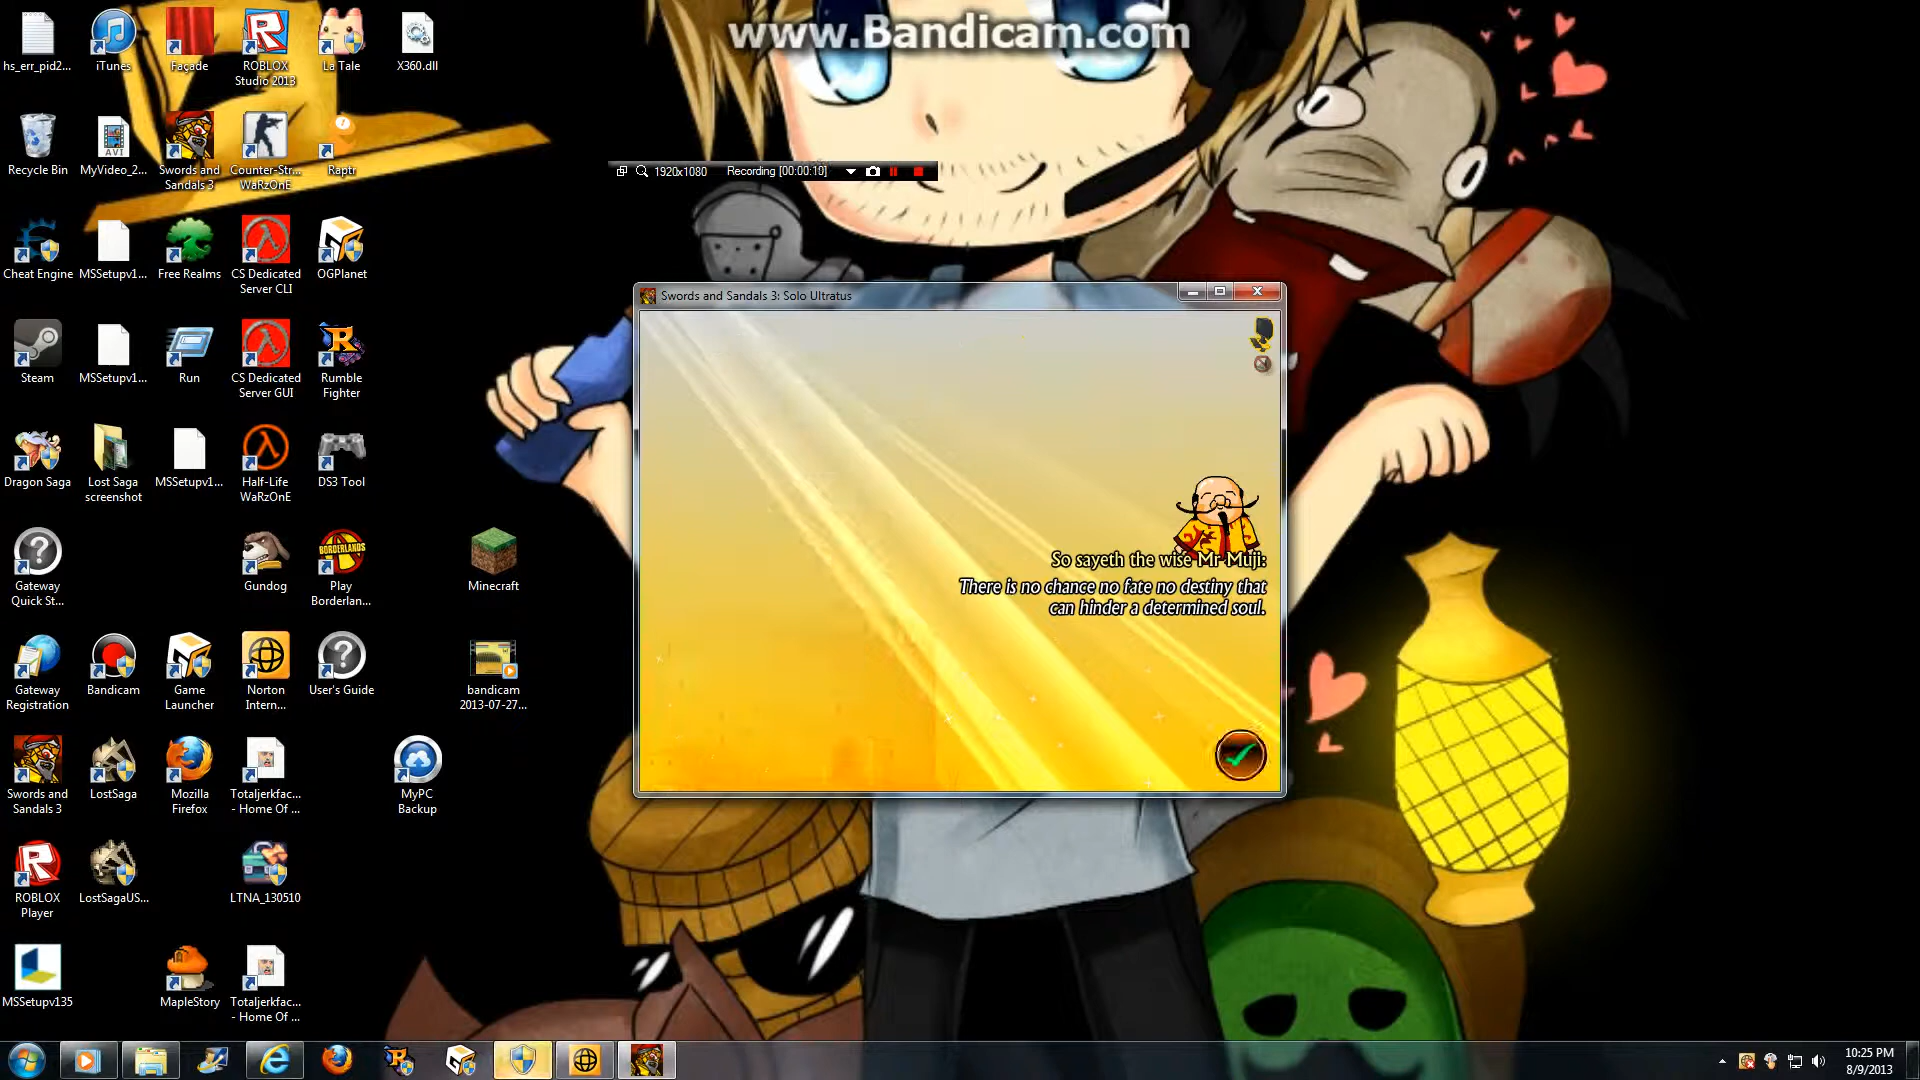 www.Bandicam.com
hs_err_pid2...
iTunes
Façade
ROBLOX
Studio 2013
La Tale
X360.dll
1920x1080
Recording [00:00:10]
Recycle Bin
MyVideo_2...
AVI
Swords and
Sandals 3
Counter-Str...
WaRzOnE
Raptr
Cheat Engine
MSSetupv1...
Free Realms
CS Dedicated
Server CLI
OGPlanet
Swords and Sandals 3: Solo Ultratus
Steam
MSSetupv1...
Run
CS Dedicated
Server GUI
Rumble
Fighter
Dragon Saga
Lost Saga
screenshot
MSSetupv1...
Half-Life
WaRzOnE
DS3 Tool
So sayeth the wise Mr Muji:
There is no chance no fate no destiny that
can hinder a determined soul.
Gateway
Quick St...
Gundog
BORDERLANDS
Play
Borderlan...
Minecraft
Gateway
Registration
Bandicam
Game
Launcher
Norton
Intern...
User's Guide
bandicam
2013-07-27...
Swords and
Sandals 3
LostSaga
Mozilla
Firefox
Totaljerkfac...
- Home Of ...
MyPC
Backup
ROBLOX
Player
LostSagaUS...
LTNA_130510
MSSetupv135
MapleStory
Totaljerkfac...
- Home Of ...
10:25 PM
8/9/2013